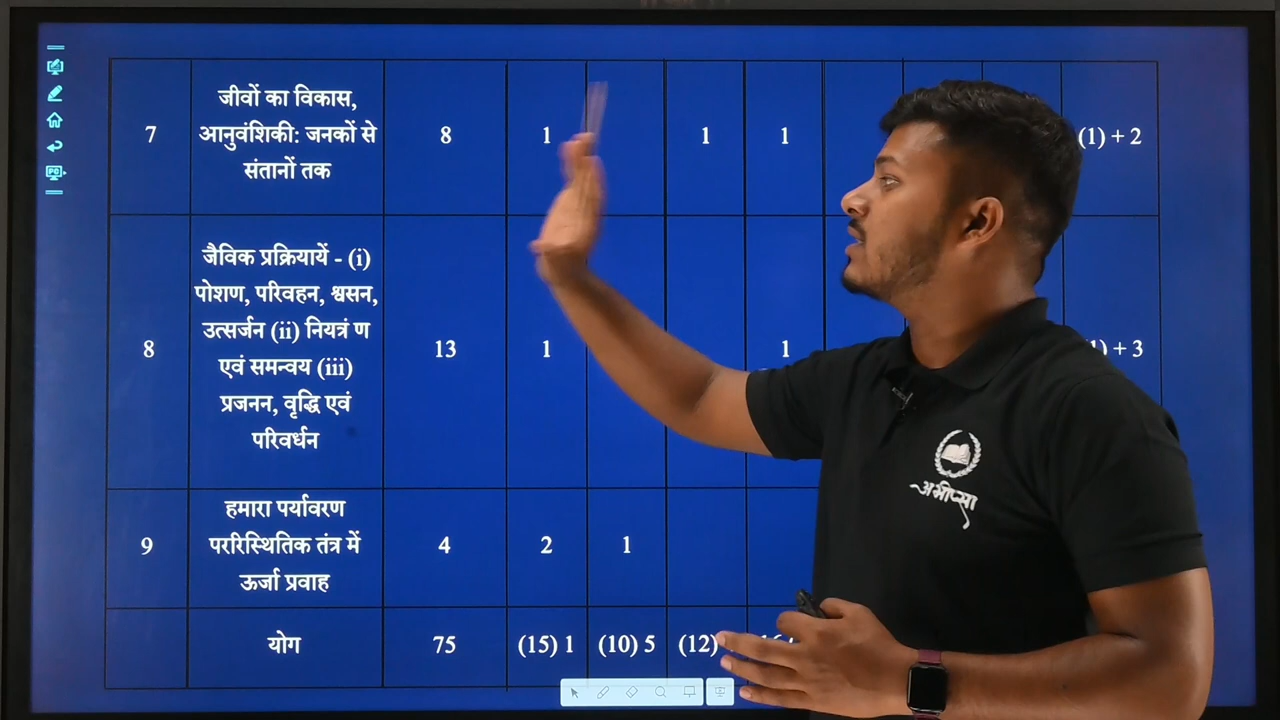 7
जीवों का विकास,
आनुवंशिकी: जनकों से
संतानों तक
8
1
1
1
(1) + 2
8
जैविक प्रक्रियायें - (i)
पोशण, परिवहन, श्वसन,
उत्सर्जन (ii) नियत्रं ण
एवं समन्वय (iii)
प्रजनन, वृद्धि एवं
परिवर्धन
13
1
1
1) + 3
9
हमारा पर्यावरण
पररिस्थितिक तंत्र में
ऊर्जा प्रवाह
4
2
1
योग
75
(15) 1
(10) 5
(12)
अभीप्सा